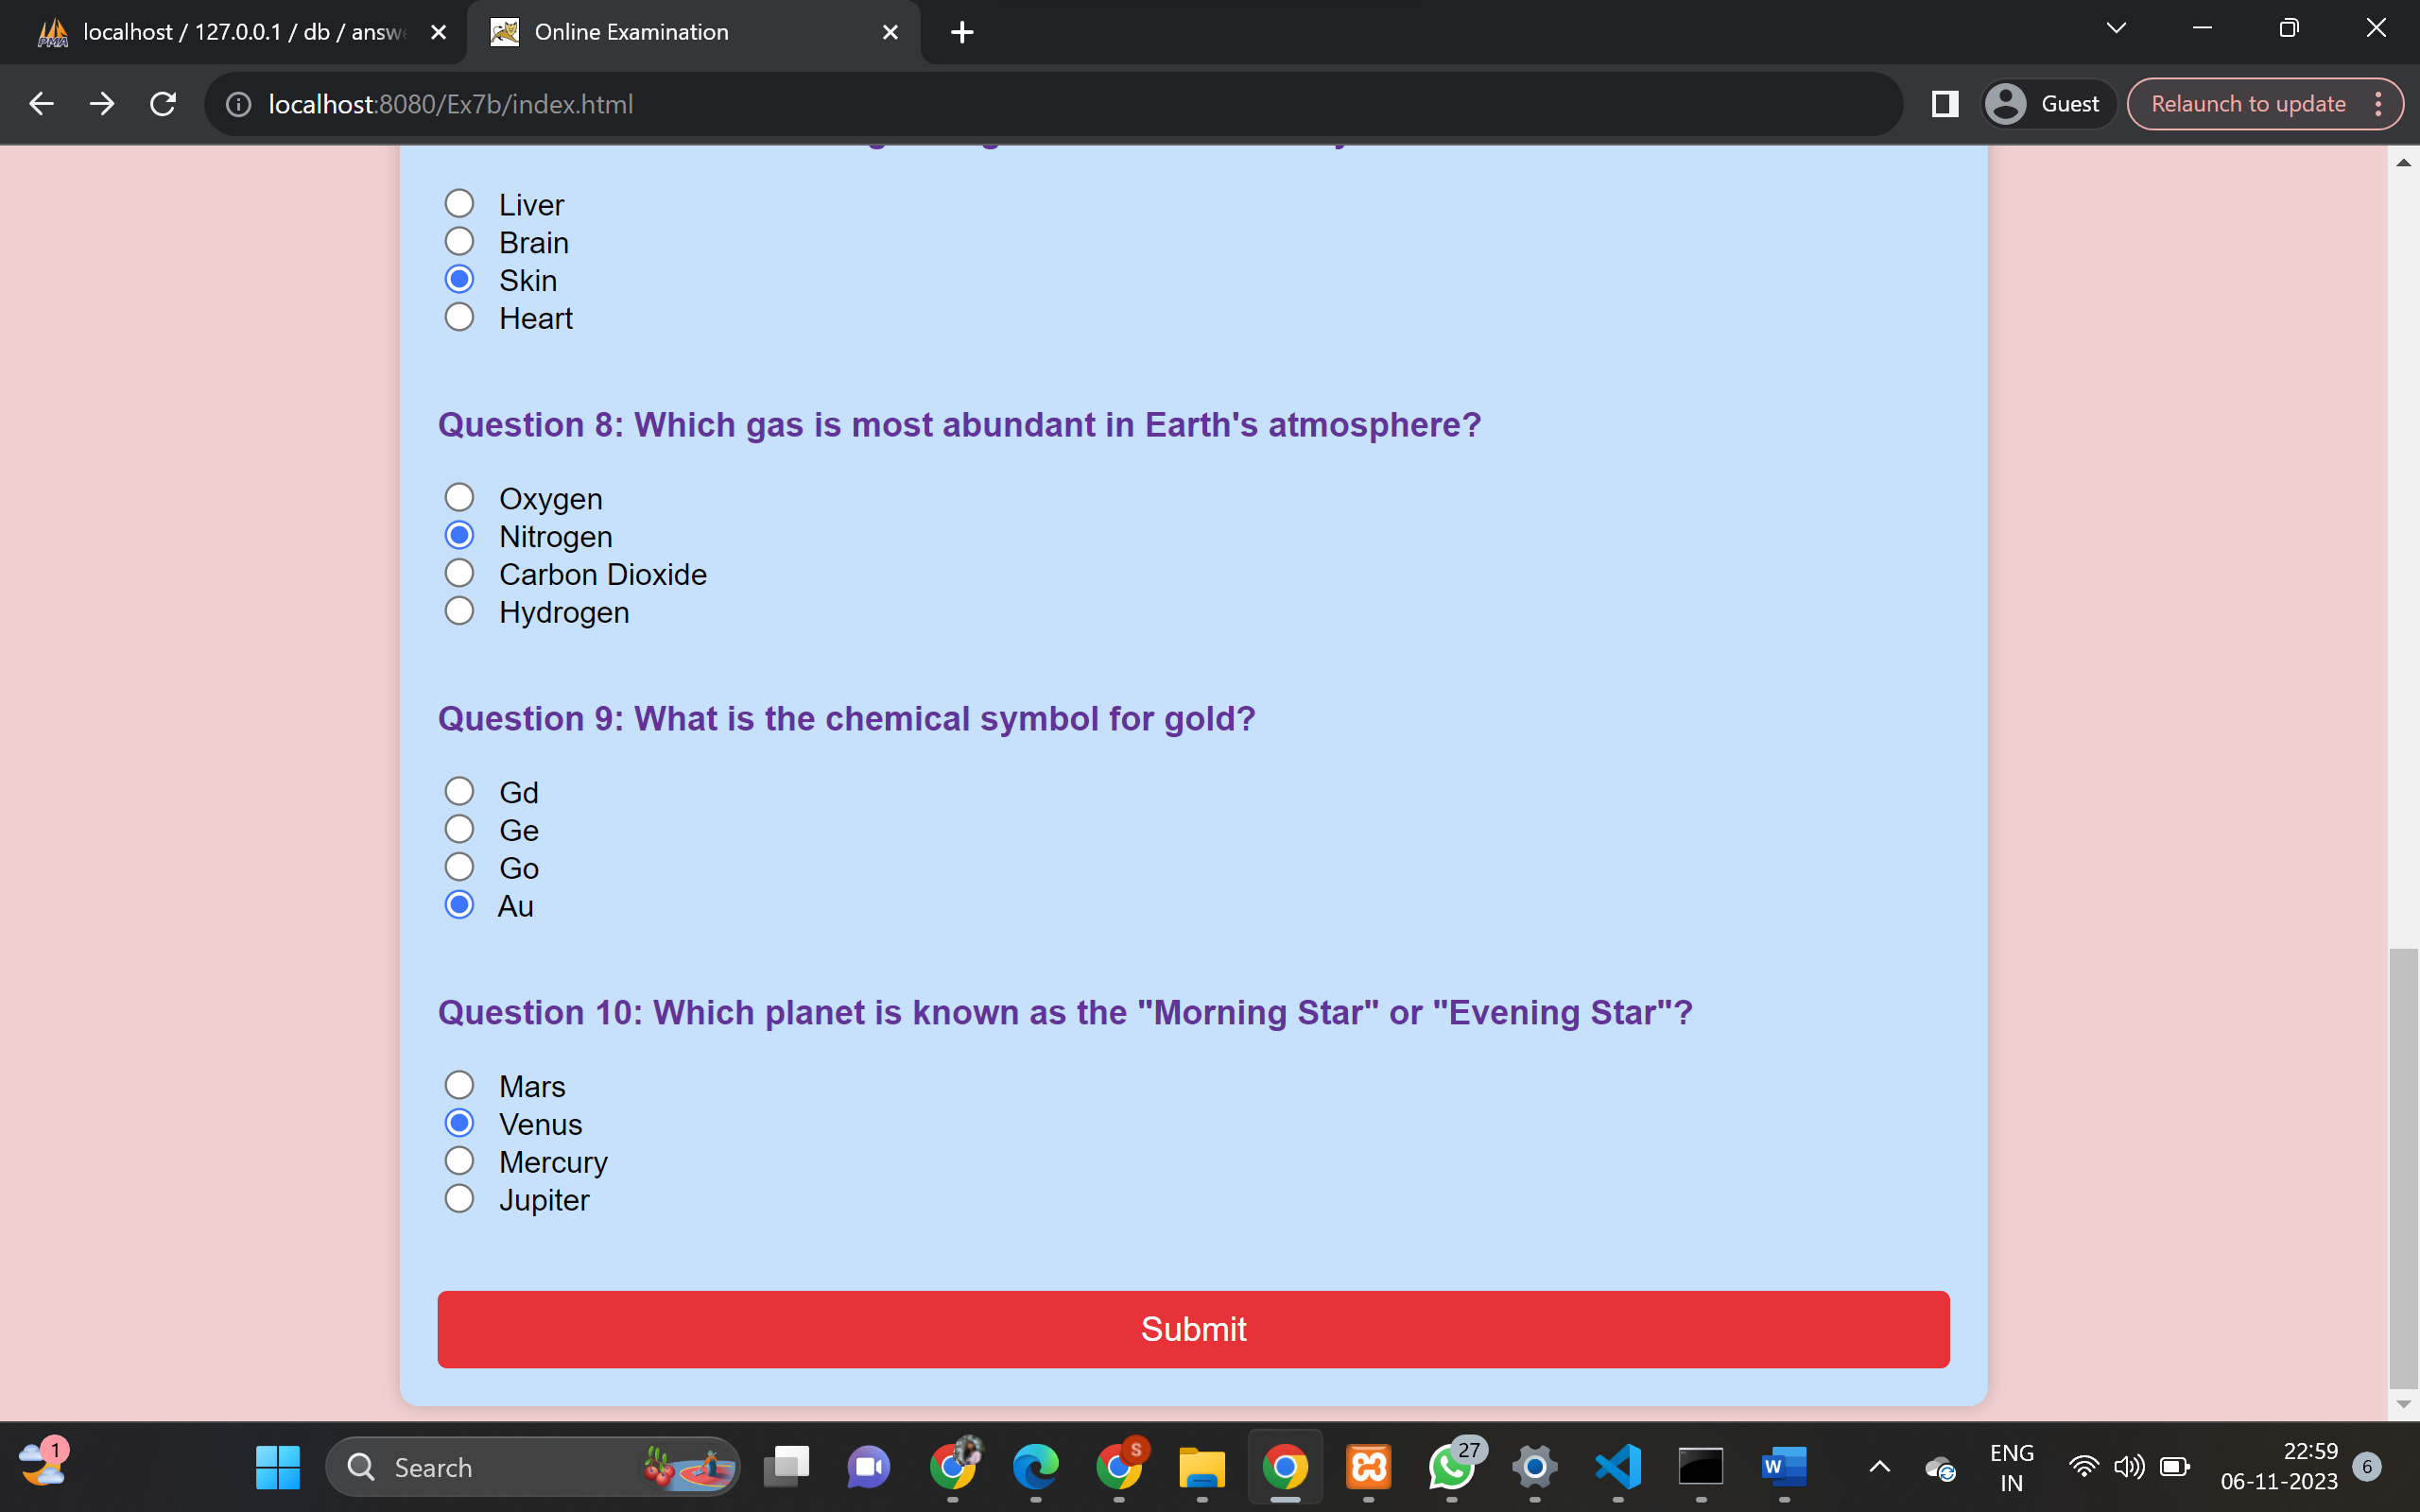 localhost / 127.0.0.1 / db / answe
Online Examination
localhost:8080/Ex7b/index.html
Guest
Relaunch to update
Liver
Brain
Skin
Heart
Question 8: Which gas is most abundant in Earth's atmosphere?
Oxygen
Nitrogen
Carbon Dioxide
Hydrogen
Question 9: What is the chemical symbol for gold?
Gd
Ge
Go
Au
Question 10: Which planet is known as the "Morning Star" or "Evening Star"?
Mars
Venus
Mercury
Jupiter
Submit
1
Search
S
27
W
ENG
IN
22:59
06-11-2023
6